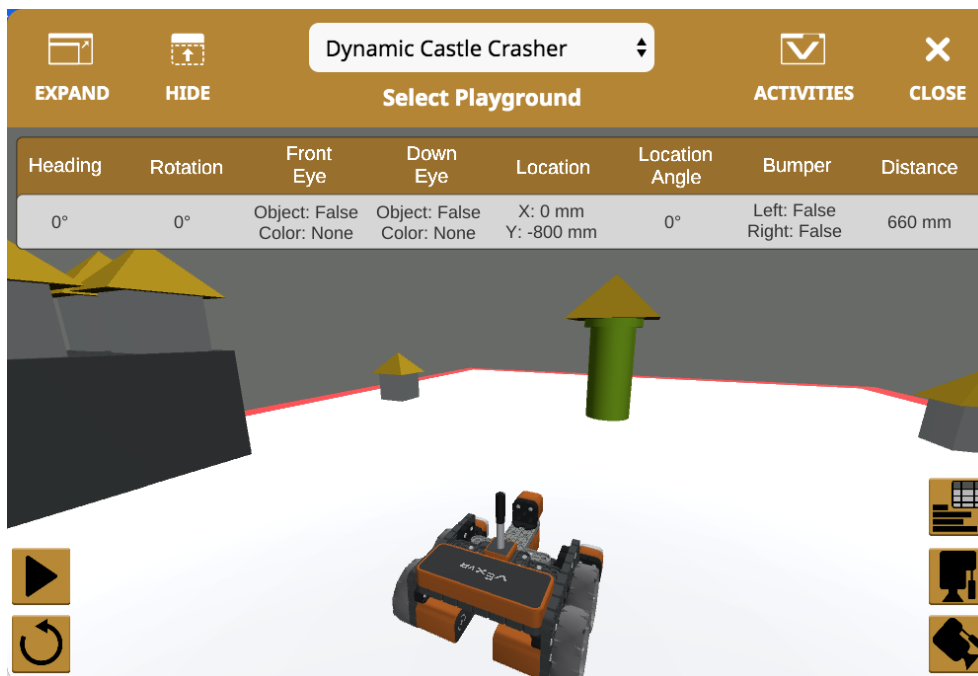 Dynamic Castle Crasher
EXPAND HIDE Select Playground ACTIVITIES CLOSE
Heading Rotation Front Eye Down Eye Location Location Angle Bumper Distance
0° 0° Object: False Object: False X: 0 mm 0° Left: False 660 mm
Color: None Color: None Y: -800 mm Right: False
VEX VR